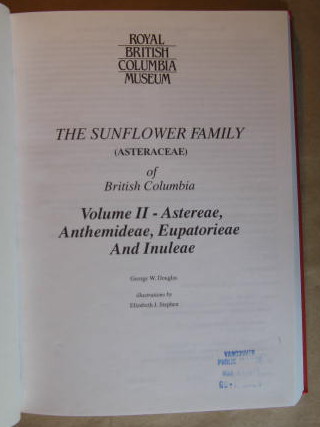 ROYAL
BRITISH
COLUMBIA
MUSEUM
THE SUNFLOWER FAMILY
(ASTERACEAE)
of
British Columbia
Volume II - Astereae,
Anthemideae, Eupatorieae
And Inuleae
George W. Douglas
illustrations by
Elizabeth J. Stephen
VANCOUVER
PUBLIC